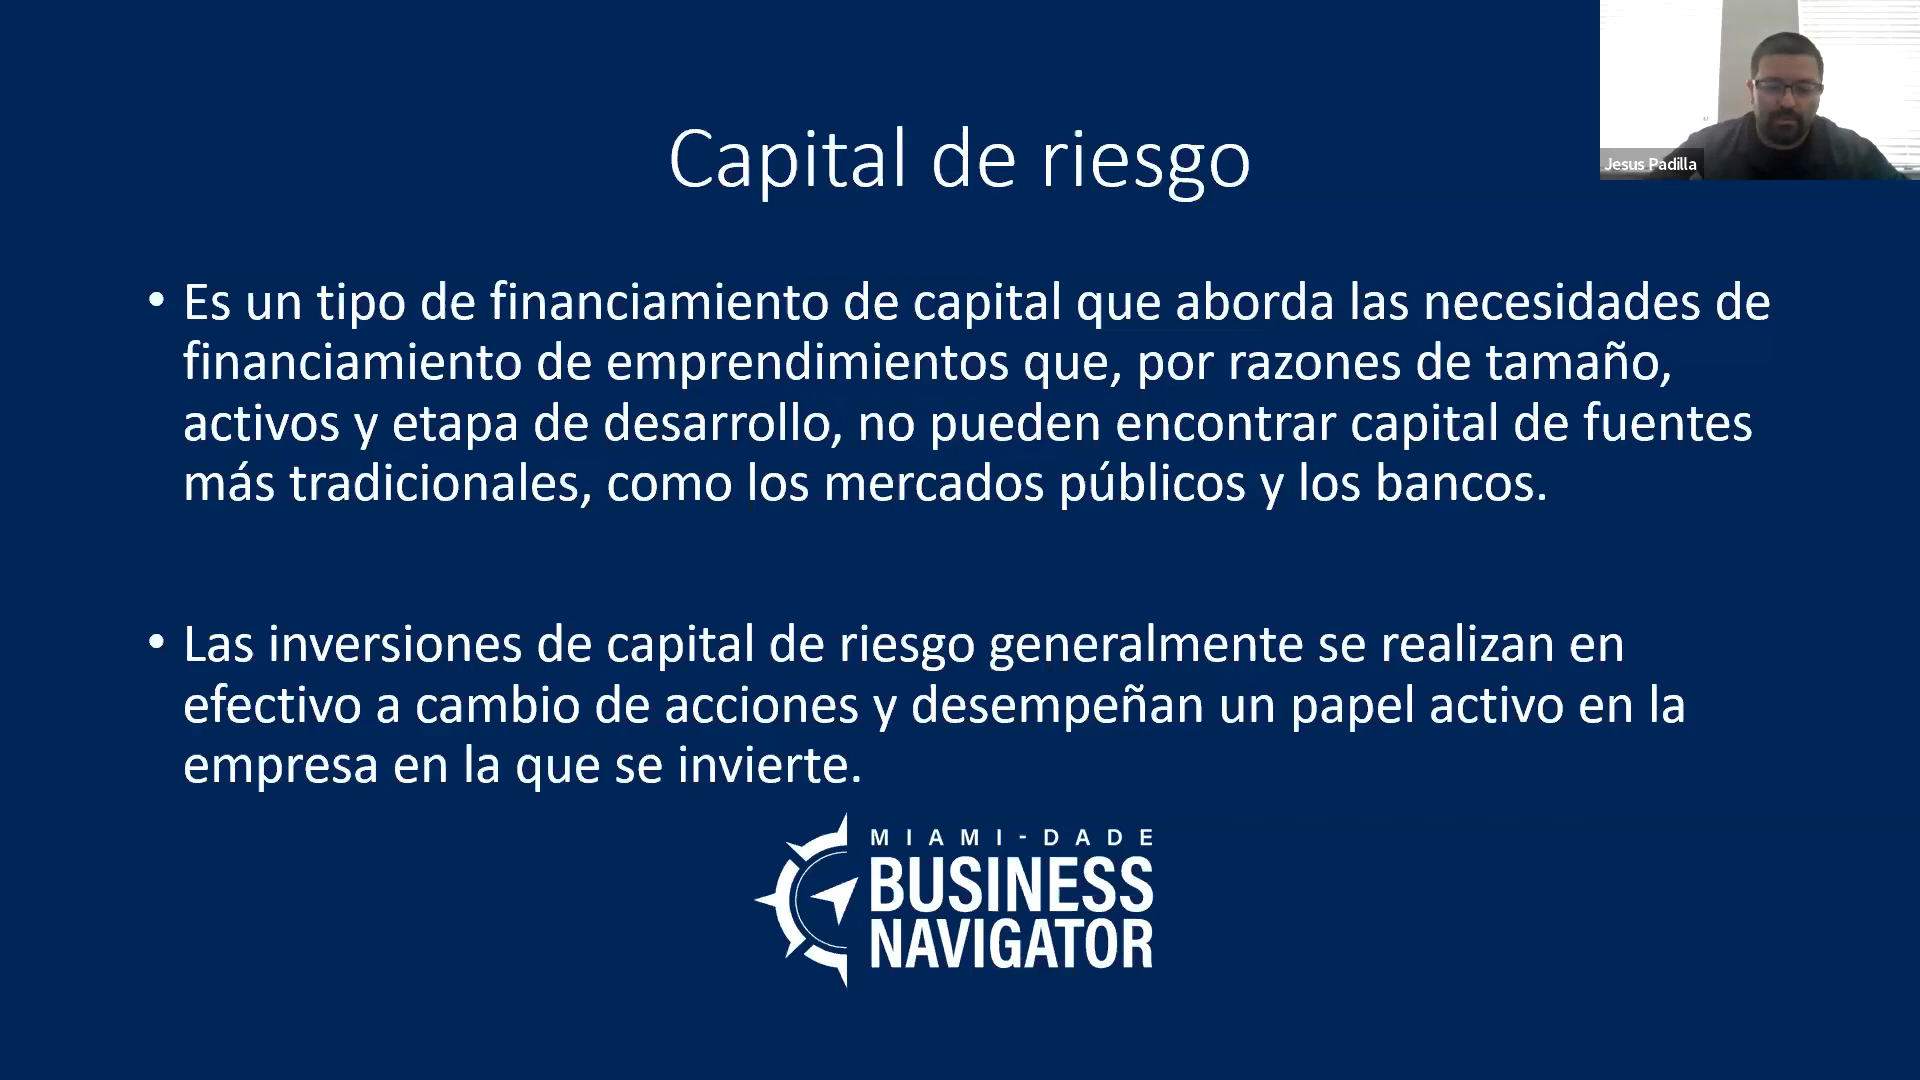 Capital de riesgo
Jesus Padilla
• Es un tipo de financiamiento de capital que aborda las necesidades de
financiamiento de emprendimientos que, por razones de tamaño,
activos y etapa de desarrollo, no pueden encontrar capital de fuentes
más tradicionales, como los mercados públicos y los bancos.
• Las inversiones de capital de riesgo generalmente se realizan en
efectivo a cambio de acciones y desempeñan un papel activo en la
empresa en la que se invierte.
MIAMI-DADE
BUSINESS
NAVIGATOR